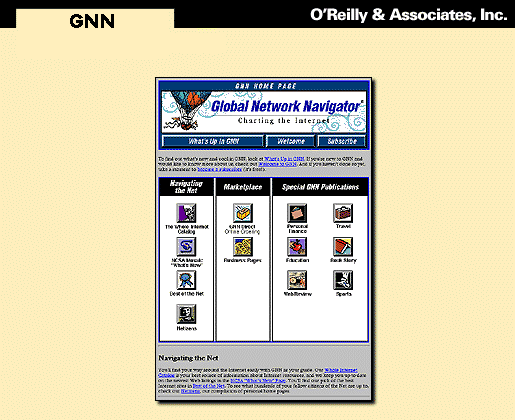 GNN
O'Reilly & Associates, Inc.
GNN HOME PAGE
Global Network Navigator
Charting the Internet
What's Up in GNN
Welcome
Subscribe
To find out what's new and cool in GNN, look at What's Up in GNN. If you're new to GNN and
would like to know more about us, check out Welcome to GNN. And if you haven't done so yet,
take a moment to become a subscriber (it's free!).
Navigating
the Net
Marketplace
Special GNN Publications
The Whole Internet
Catalog
GNN Direct
Online Ordering
Personal
Finance
Travel
NCSA Mosaic:
"What's New"
Business Pages
Education
Book Story
Best of the Net
Web Review
Sports
Netizens
Navigating the Net
You'll find your way around the internet easily with GNN as your guide. Our Whole Internet
Catalog is your best source of information about Internet resources, and we keep you up-to-date
on the newest Web listings in the NCSA "What's New" Page. You'll find our pick of the best
Internet sites in Best of the Net. To see what hundreds of your fellow citizens of the Net are up to,
check out Netizens, our compilation of personal home pages.